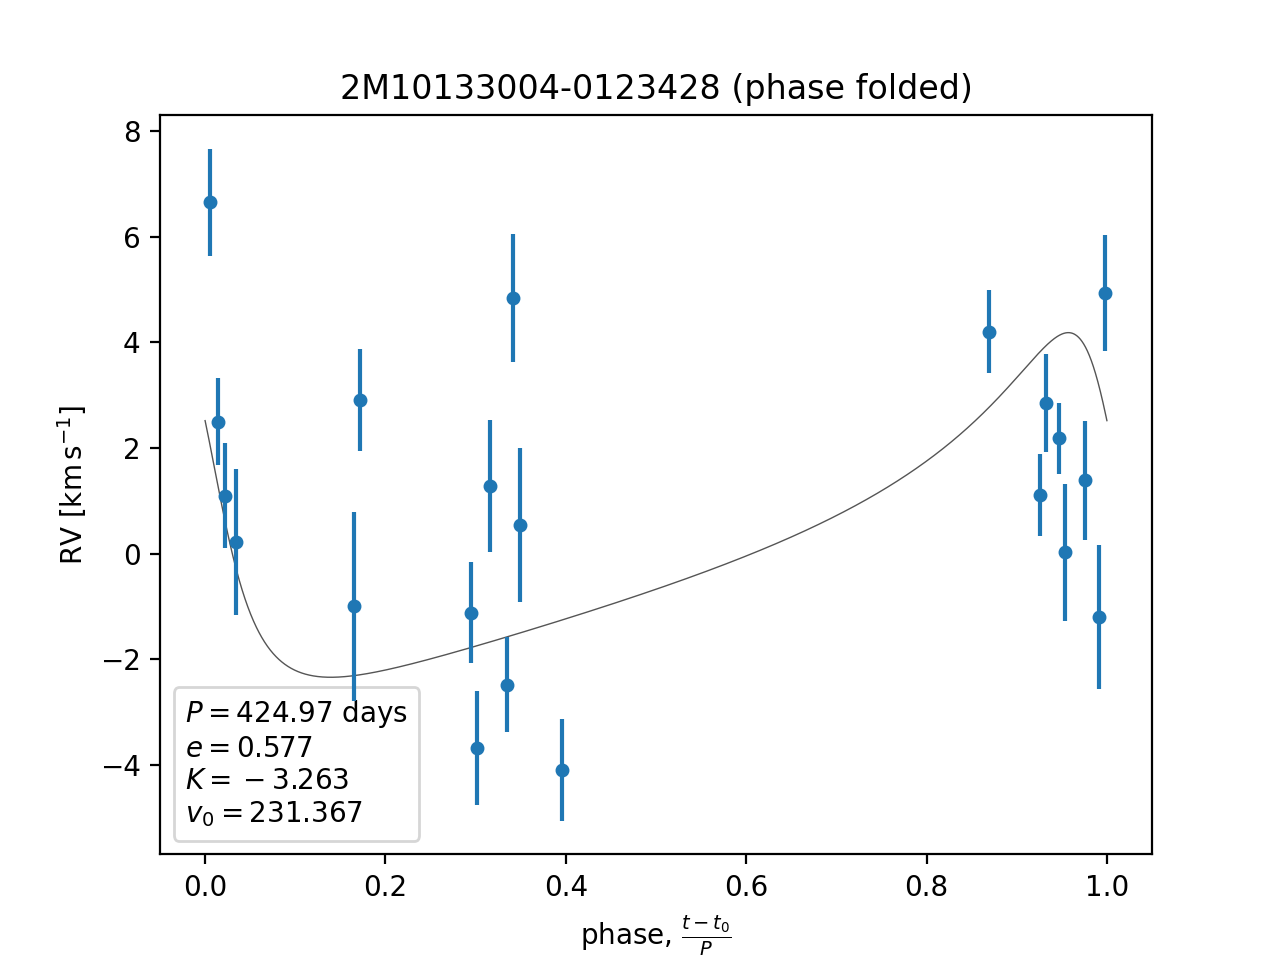 2M10133004-0123428 (phase folded)
8
6
4
2
0
−2
−4
RV [km s⁻¹]
P = 424.97 days
e = 0.577
K = −3.263
v₀ = 231.367
0.0 0.2 0.4 0.6 0.8 1.0
phase, (t − t₀)/P